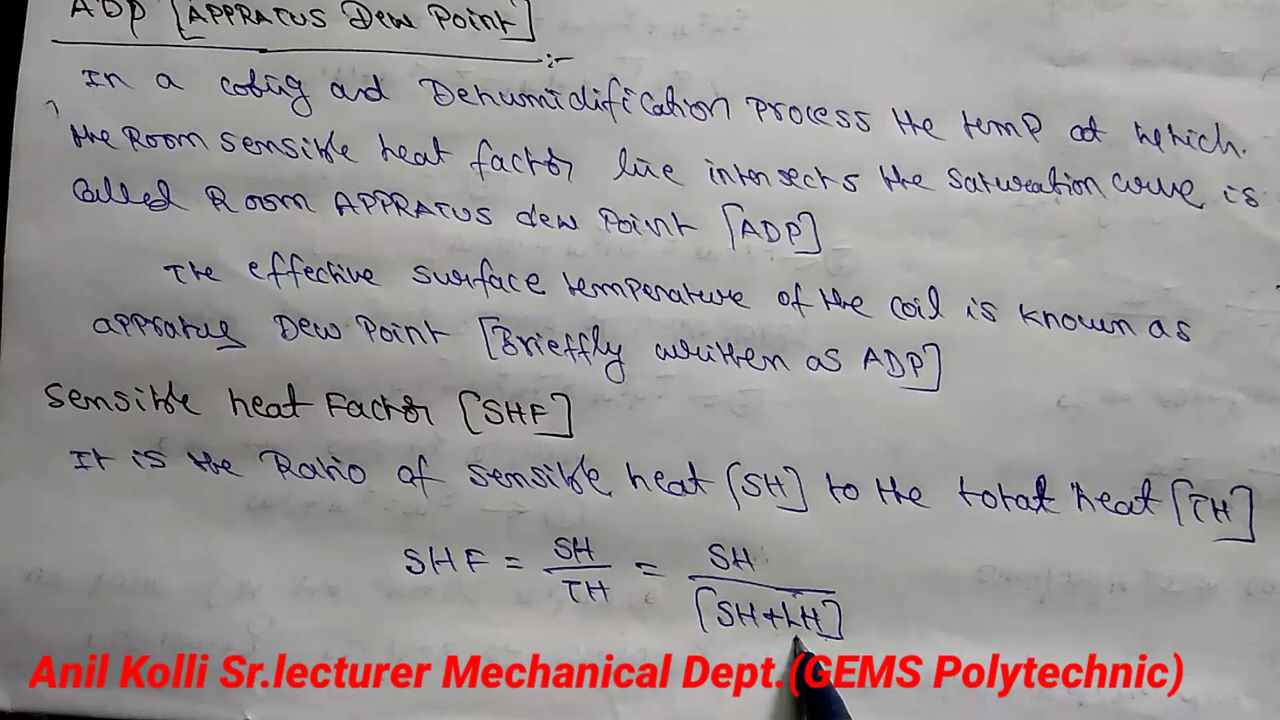 ADP [APPRATUS Dew Point]
:-
In a coolig and Dehumidification process the temp at which.
the Room sensible heat factor line intersects the saturation curve is
called Room APPRATUS dew Point [ADP]
The effective surface temperature of the coil is known as
appratus Dew Point [Brieffly written as ADP]
Sensible heat Factor [SHF]
It is the Ratio of sensible heat [SH] to the total heat [TH]
SHF = SH/TH = SH/[SH+LH]
Anil Kolli Sr.lecturer Mechanical Dept.(GEMS Polytechnic)